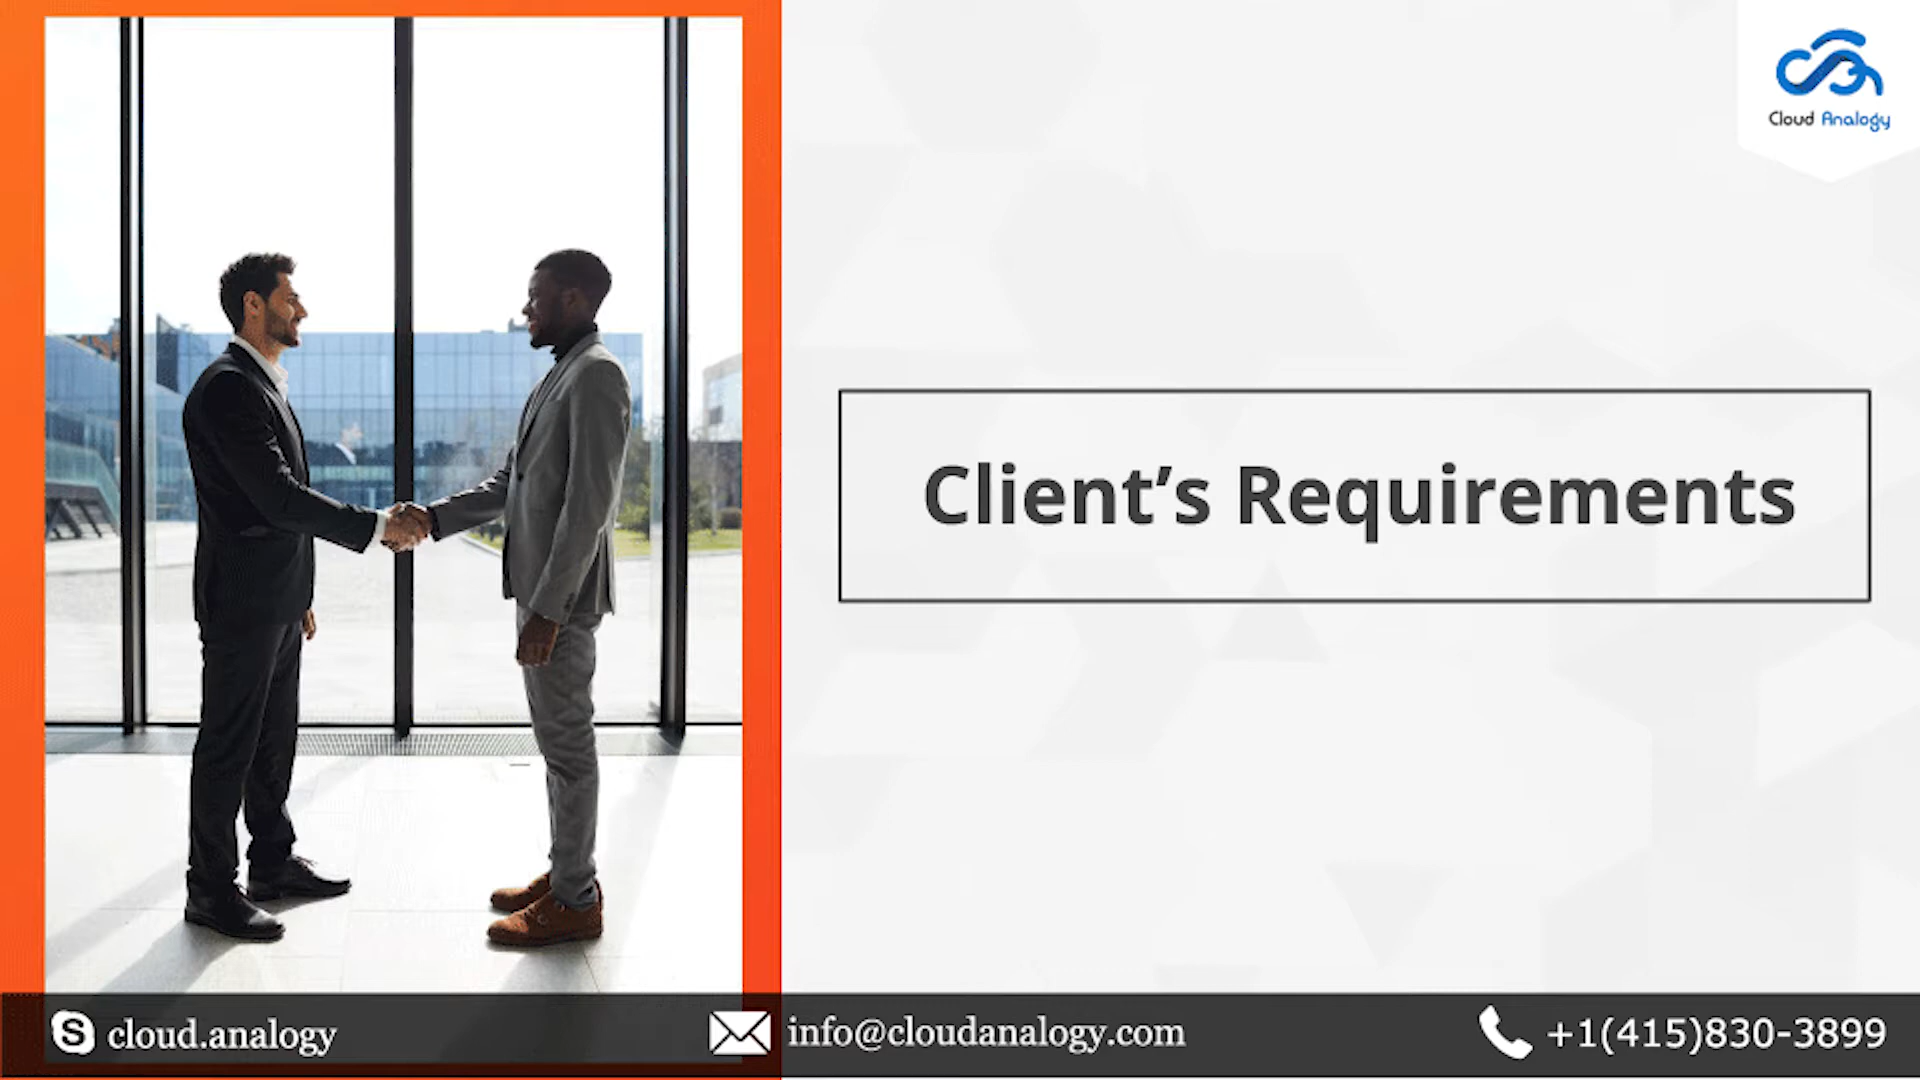 Cloud Analogy
Client’s Requirements
cloud.analogy
info@cloudanalogy.com
+1(415)830-3899